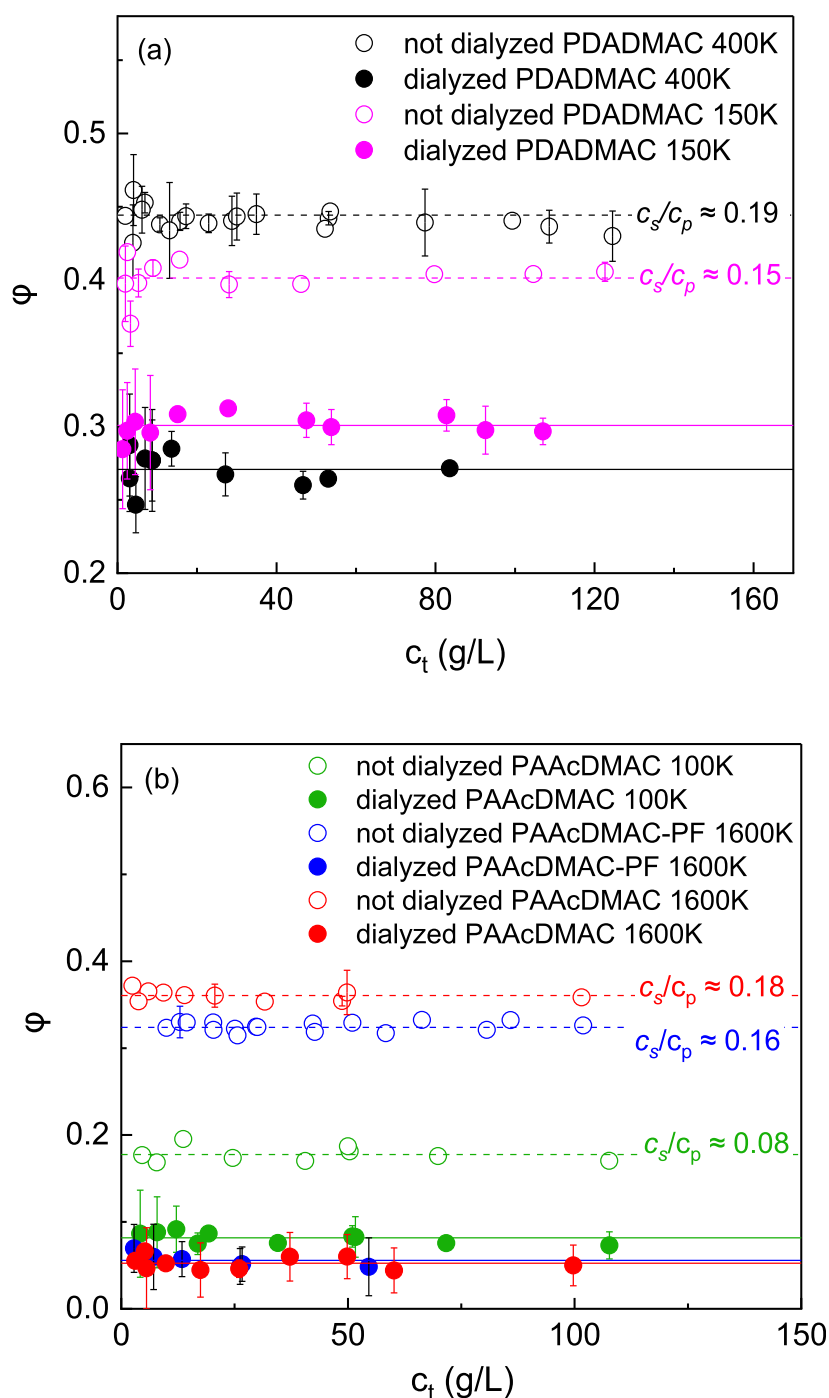 (a)
not dialyzed PDADMAC 400K
dialyzed PDADMAC 400K
not dialyzed PDADMAC 150K
dialyzed PDADMAC 150K
0.5
0.4
0.3
0.2
φ
c_s/c_p ≈ 0.19
c_s/c_p ≈ 0.15
0 40 80 120 160
c_t (g/L)
(b)
not dialyzed PAAcDMAC 100K
dialyzed PAAcDMAC 100K
not dialyzed PAAcDMAC-PF 1600K
dialyzed PAAcDMAC-PF 1600K
not dialyzed PAAcDMAC 1600K
dialyzed PAAcDMAC 1600K
0.6
0.4
0.2
0.0
φ
c_s/c_p ≈ 0.18
c_s/c_p ≈ 0.16
c_s/c_p ≈ 0.08
0 50 100 150
c_t (g/L)